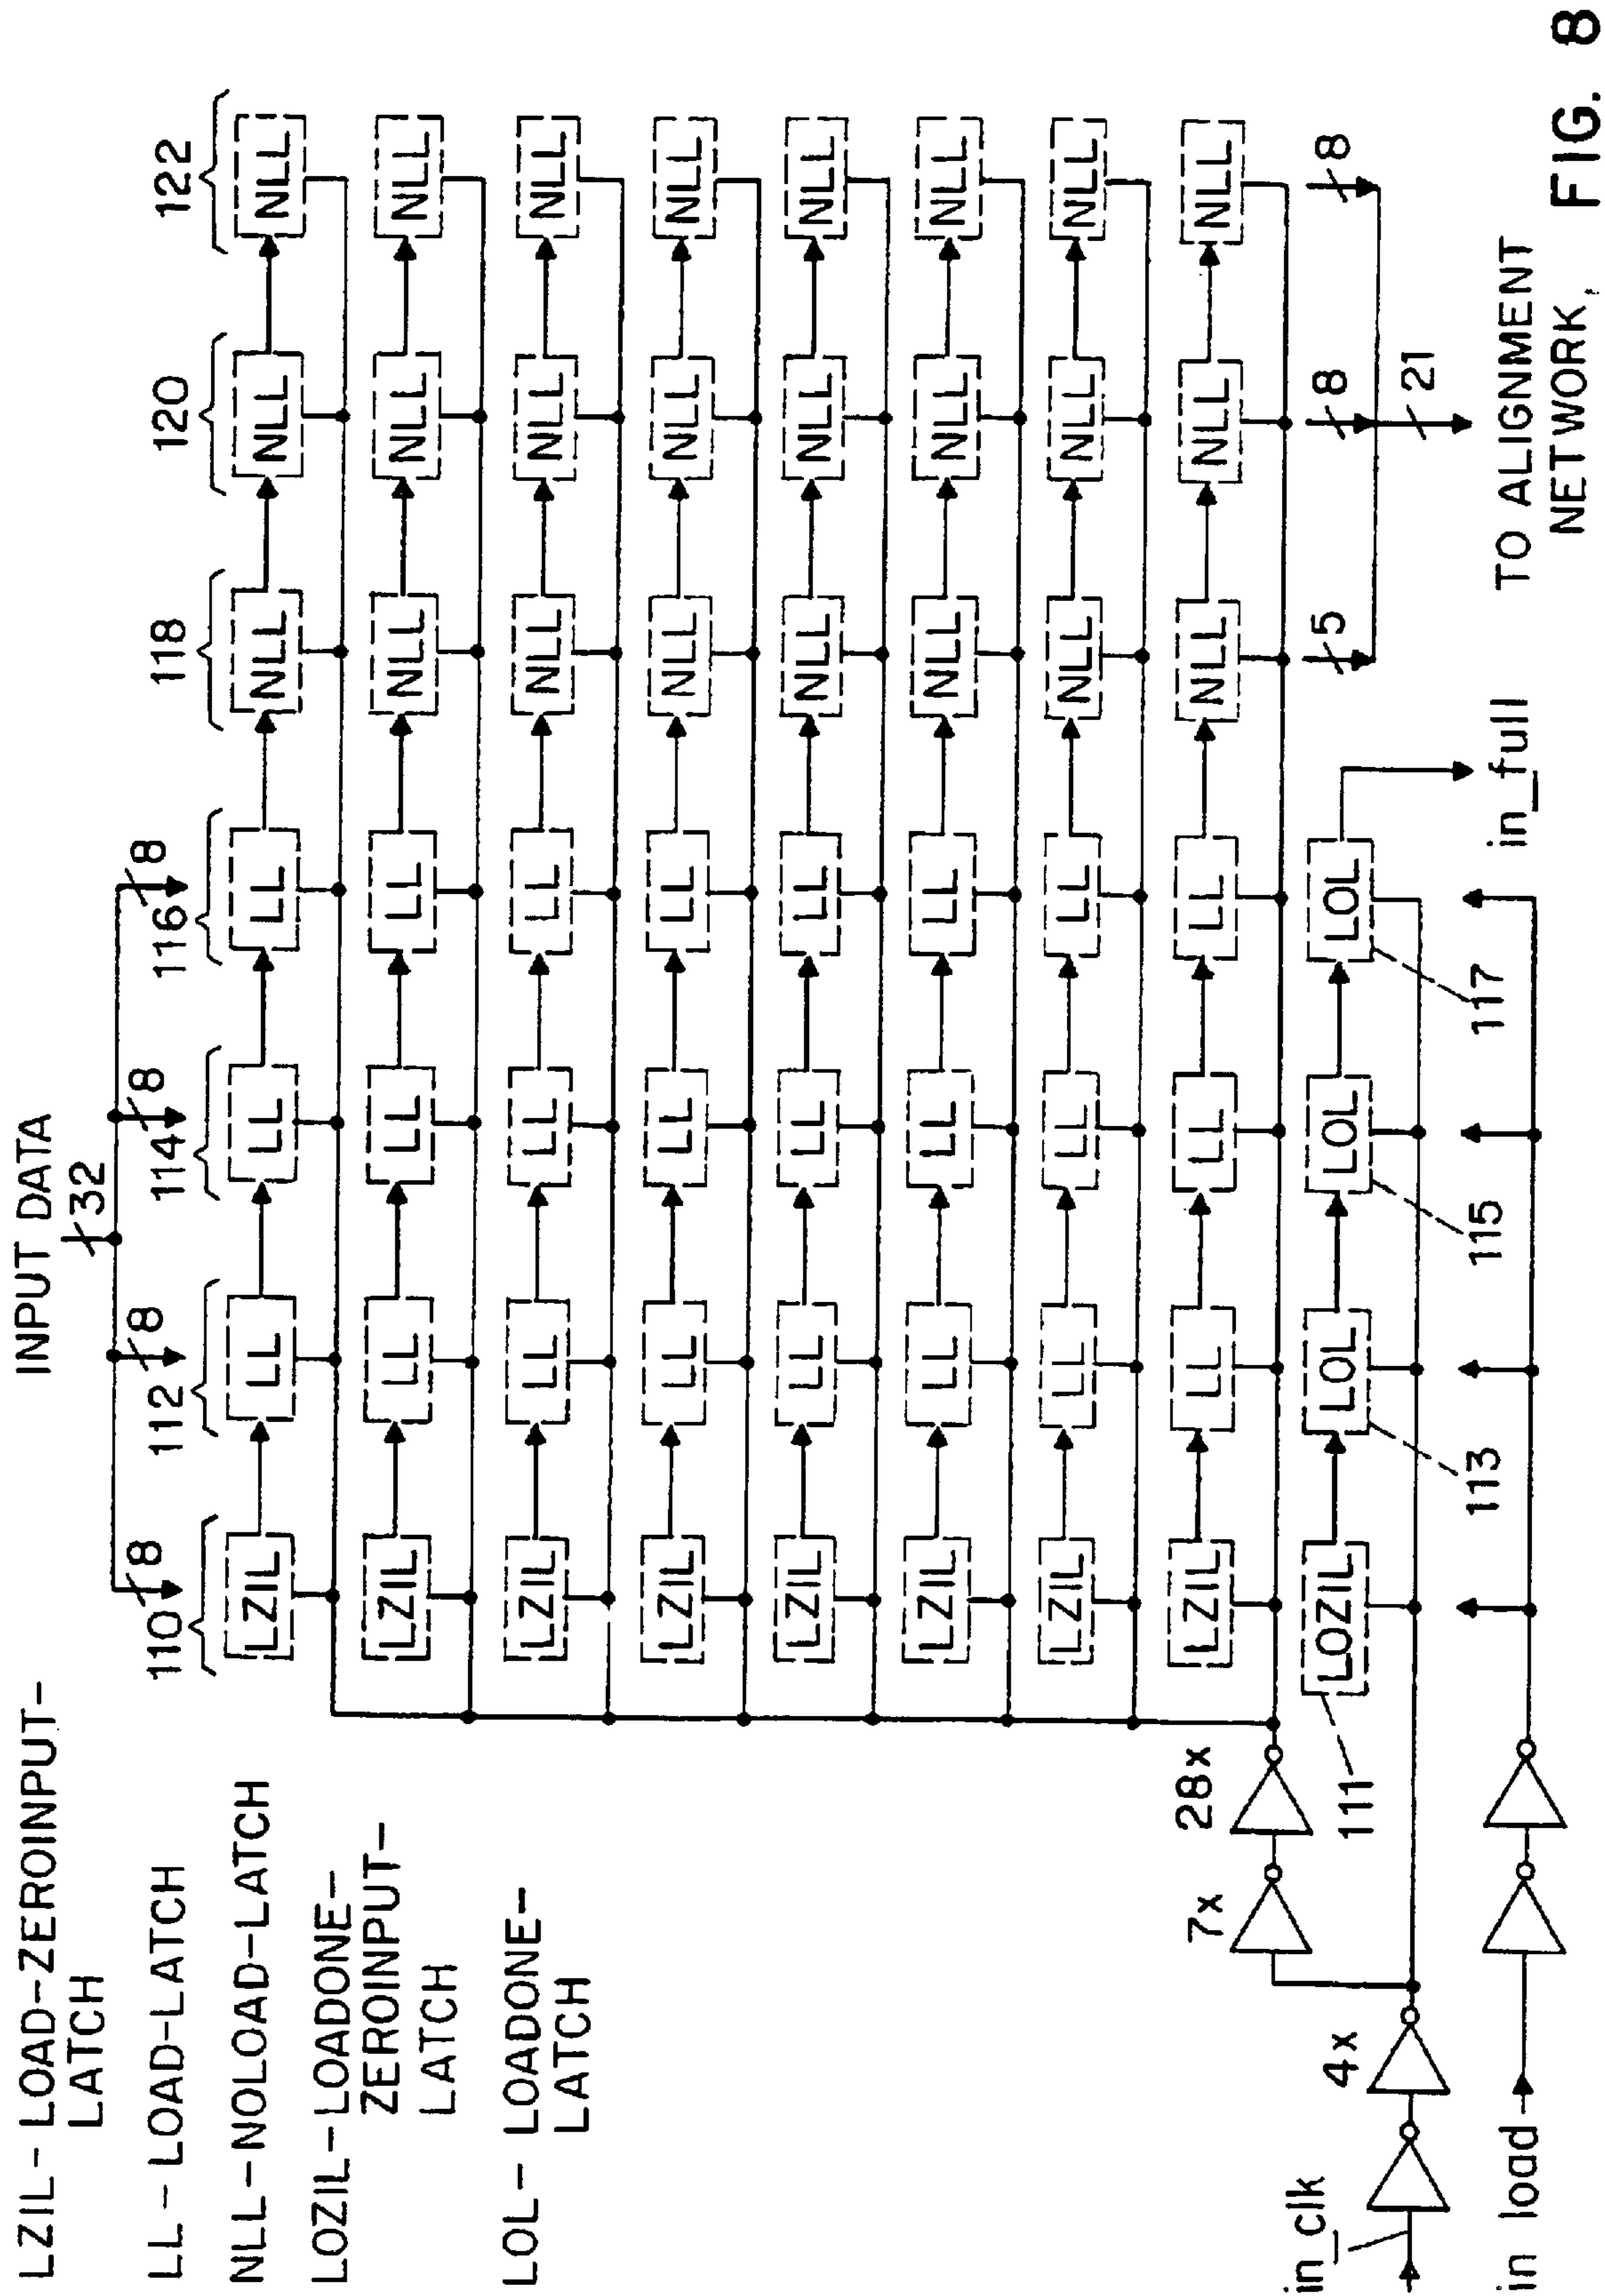 LZIL - LOAD-ZEROINPUT-
LATCH
LL - LOAD-LATCH
NLL - NOLOAD-LATCH
LOZIL - LOADONE-
ZEROINPUT-
LATCH
LOL - LOADONE-
LATCH
INPUT DATA
32
8 8 8 8
110 112 114 116 118 120 122
LZIL LL LL LL NLL NLL NLL
LZIL LL LL LL NLL NLL NLL
LZIL LL LL LL NLL NLL NLL
LZIL LL LL LL NLL NLL NLL
LZIL LL LL LL NLL NLL NLL
LZIL LL LL LL NLL NLL NLL
LZIL LL LL LL NLL NLL NLL
LZIL LL LL LL NLL NLL NLL
7x 28x
LOZIL LOL LOL LOL
5 8 8
21
111 113 115 117
in_clk
4x
in load
in_full
TO ALIGNMENT
NETWORK,
FIG. 8